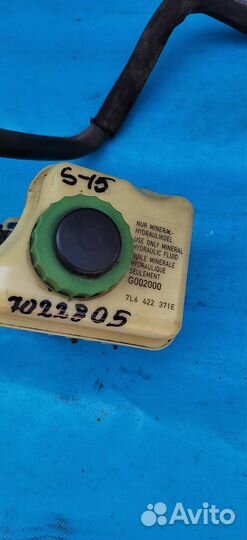 S-15
NUR MINERAL-
HYDRAULIKOEL
USE ONLY MINERAL
HYDRAULIC FLUID
HUILE MINERALE
HYDRAULIQUE
SEULEMENT
G002000
7L6 422 371E
7022805
Avito